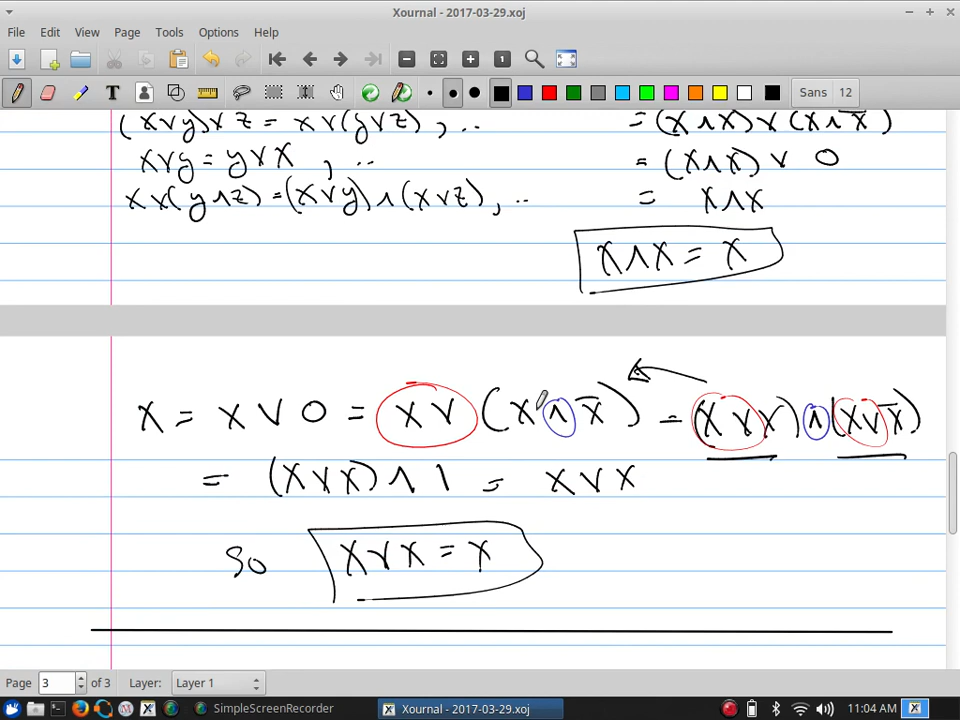 Xournal - 2017-03-29.xoj
File Edit View Page Tools Options Help
Sans 12
(x∨y)∨z = x∨(y∨z), ..
x∨y = y∨x, ..
x∨(y∧z) = (x∨y)∧(x∨z), ..
= (x∧x)∨(x∧x̅)
= (x∧x)∨ 0
= x∧x
x∧x = x
x = x∨0 = x∨(x∧x̅) = (x∨x)∧(x∨x̅)
= (x∨x)∧1 = x∨x
So x∨x = x
Page 3 of 3 Layer: Layer 1
SimpleScreenRecorder Xournal - 2017-03-29.xoj 11:04 AM